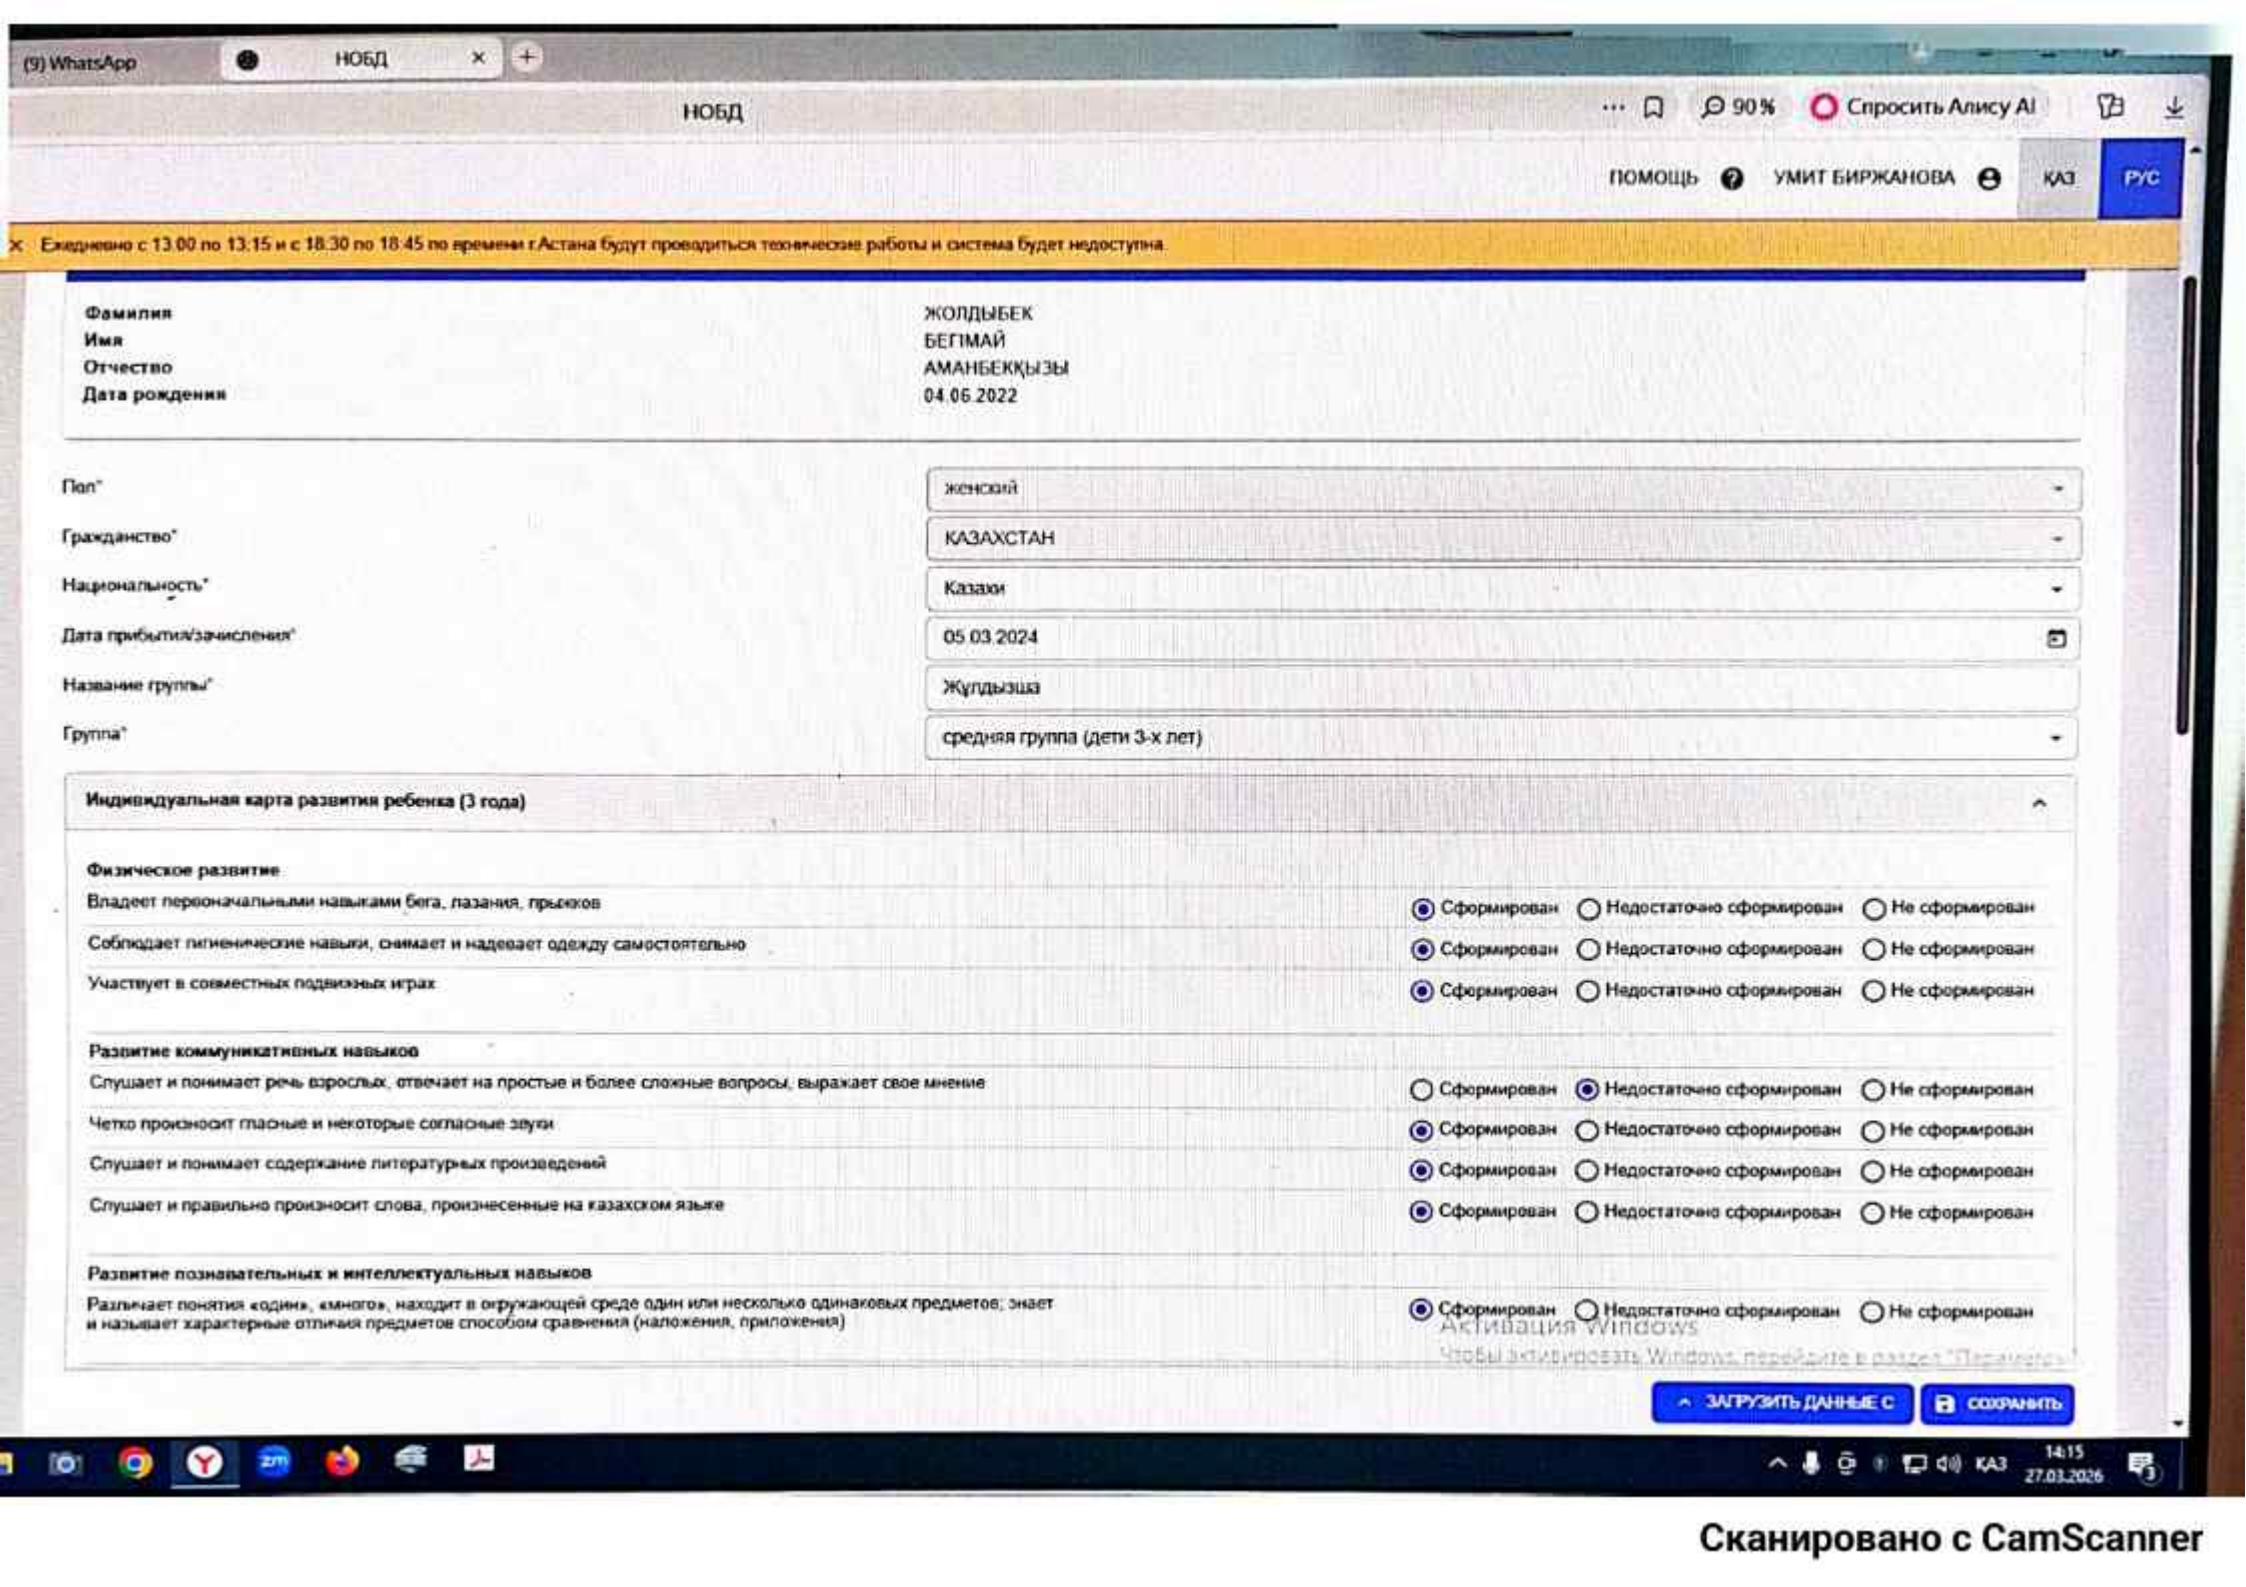 (9) WhatsApp НОБД × +
НОБД ... 90 % Спросить Алису AI
ПОМОЩЬ УМИТ БИРЖАНОВА ҚАЗ РУС
× Ежедневно с 13:00 по 13:15 и с 18:30 по 18:45 по времени г.Астана будут проводиться технические работы и система будет недоступна.
Фамилия ЖОЛДЫБЕК
Имя БЕГІМАЙ
Отчество АМАНБЕКҚЫЗЫ
Дата рождения 04.06.2022
Пол* женский
Гражданство* КАЗАХСТАН
Национальность* Казахи
Дата прибытия/зачисления* 05.03.2024
Название группы* Жұлдызша
Группа* средняя группа (дети 3-х лет)
Индивидуальная карта развития ребенка (3 года)
Физическое развитие
Владеет первоначальными навыками бега, лазания, прыжков Сформирован Недостаточно сформирован Не сформирован
Соблюдает гигиенические навыки, снимает и надевает одежду самостоятельно Сформирован Недостаточно сформирован Не сформирован
Участвует в совместных подвижных играх Сформирован Недостаточно сформирован Не сформирован
Развитие коммуникативных навыков
Слушает и понимает речь взрослых, отвечает на простые и более сложные вопросы, выражает свое мнение Сформирован Недостаточно сформирован Не сформирован
Четко произносит гласные и некоторые согласные звуки Сформирован Недостаточно сформирован Не сформирован
Слушает и понимает содержание литературных произведений Сформирован Недостаточно сформирован Не сформирован
Слушает и правильно произносит слова, произнесенные на казахском языке Сформирован Недостаточно сформирован Не сформирован
Развитие познавательных и интеллектуальных навыков
Различает понятия «один», «много», находит в окружающей среде один или несколько одинаковых предметов; знает
и называет характерные отличия предметов способом сравнения (наложения, приложения) Сформирован Недостаточно сформирован Не сформирован
Активация Windows
Чтобы активировать Windows, перейдите в раздел "Параметры"
ЗАГРУЗИТЬ ДАННЫЕ С СОХРАНИТЬ
zm ҚАЗ 14:15
27.03.2026 3
Сканировано с CamScanner